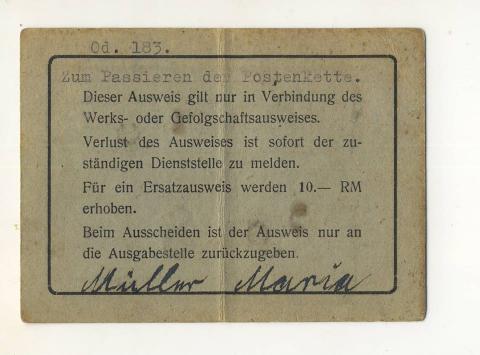 Od. 183.
Zum Passieren der Postenkette.
Dieser Ausweis gilt nur in Verbindung des
Werks- oder Gefolgschaftsausweises.
Verlust des Ausweises ist sofort der zu-
ständigen Dienststelle zu melden.
Für ein Ersatzausweis werden 10.— RM
erhoben.
Beim Ausscheiden ist der Ausweis nur an
die Ausgabestelle zurückzugeben.
Müller Maria